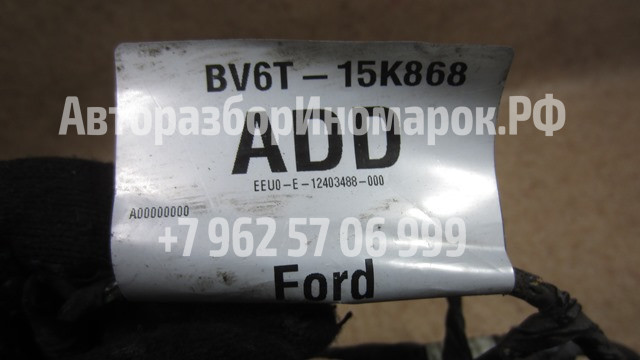 BV6T-15K868
АвторазборИномарок.РФ
ADD
EEU0-E-12403488-000
A00000000
+7 962 57 06 999
Ford